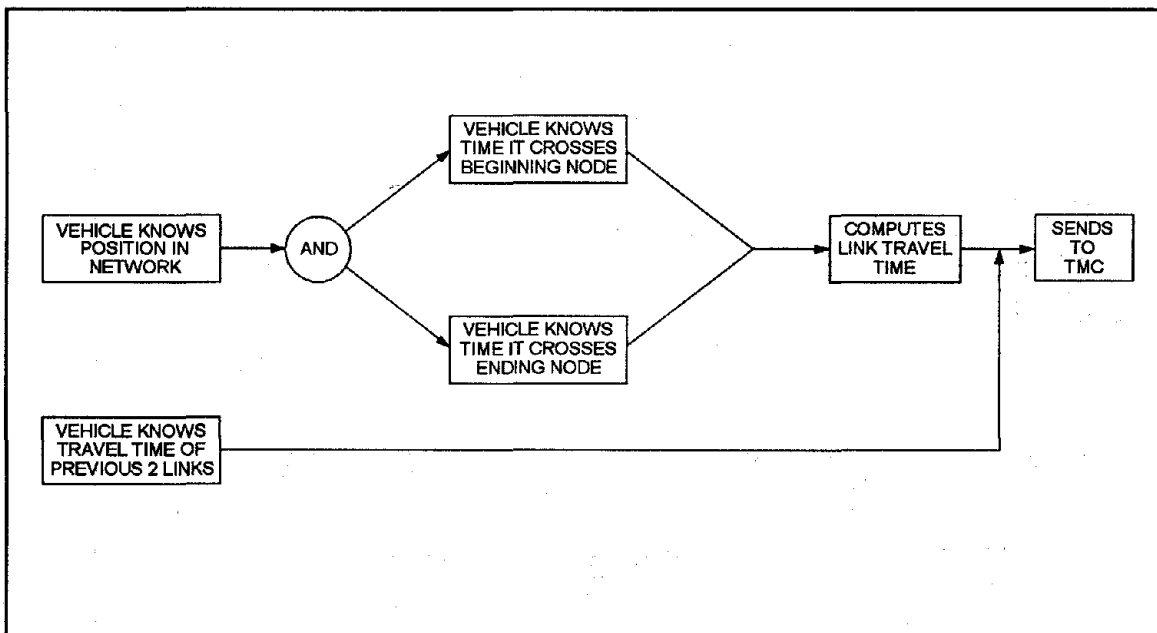 VEHICLE KNOWS
TIME IT CROSSES
BEGINNING NODE
VEHICLE KNOWS
POSITION IN
NETWORK
AND
COMPUTES
LINK TRAVEL
TIME
SENDS
TO
TMC
VEHICLE KNOWS
TIME IT CROSSES
ENDING NODE
VEHICLE KNOWS
TRAVEL TIME OF
PREVIOUS 2 LINKS